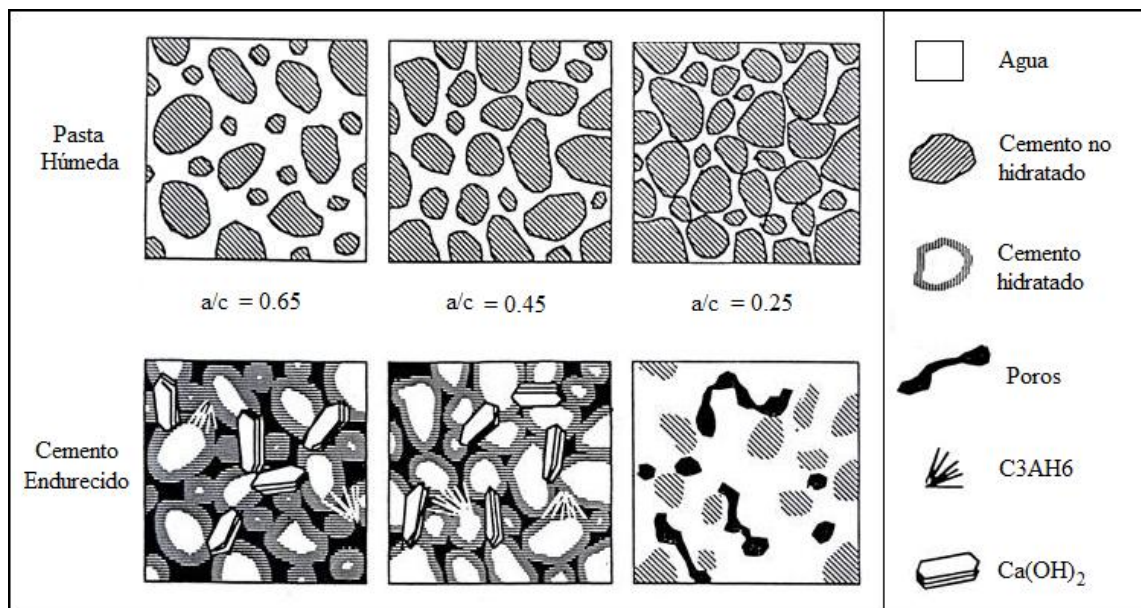 Pasta
Húmeda
a/c = 0.65
a/c = 0.45
a/c = 0.25
Cemento
Endurecido
Agua
Cemento no
hidratado
Cemento
hidratado
Poros
C3AH6
Ca(OH)₂